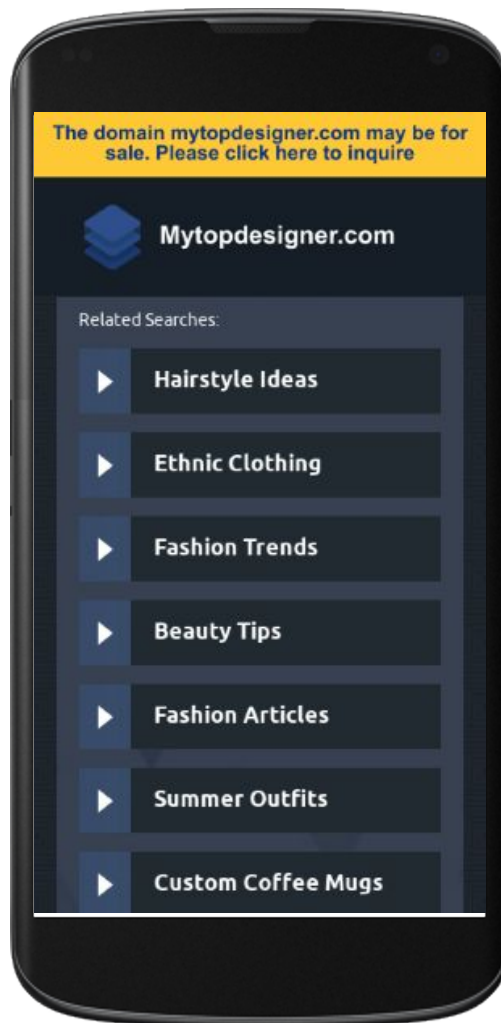 The domain mytopdesigner.com may be for
sale. Please click here to inquire
Mytopdesigner.com
Related Searches:
Hairstyle Ideas
Ethnic Clothing
Fashion Trends
Beauty Tips
Fashion Articles
Summer Outfits
Custom Coffee Mugs